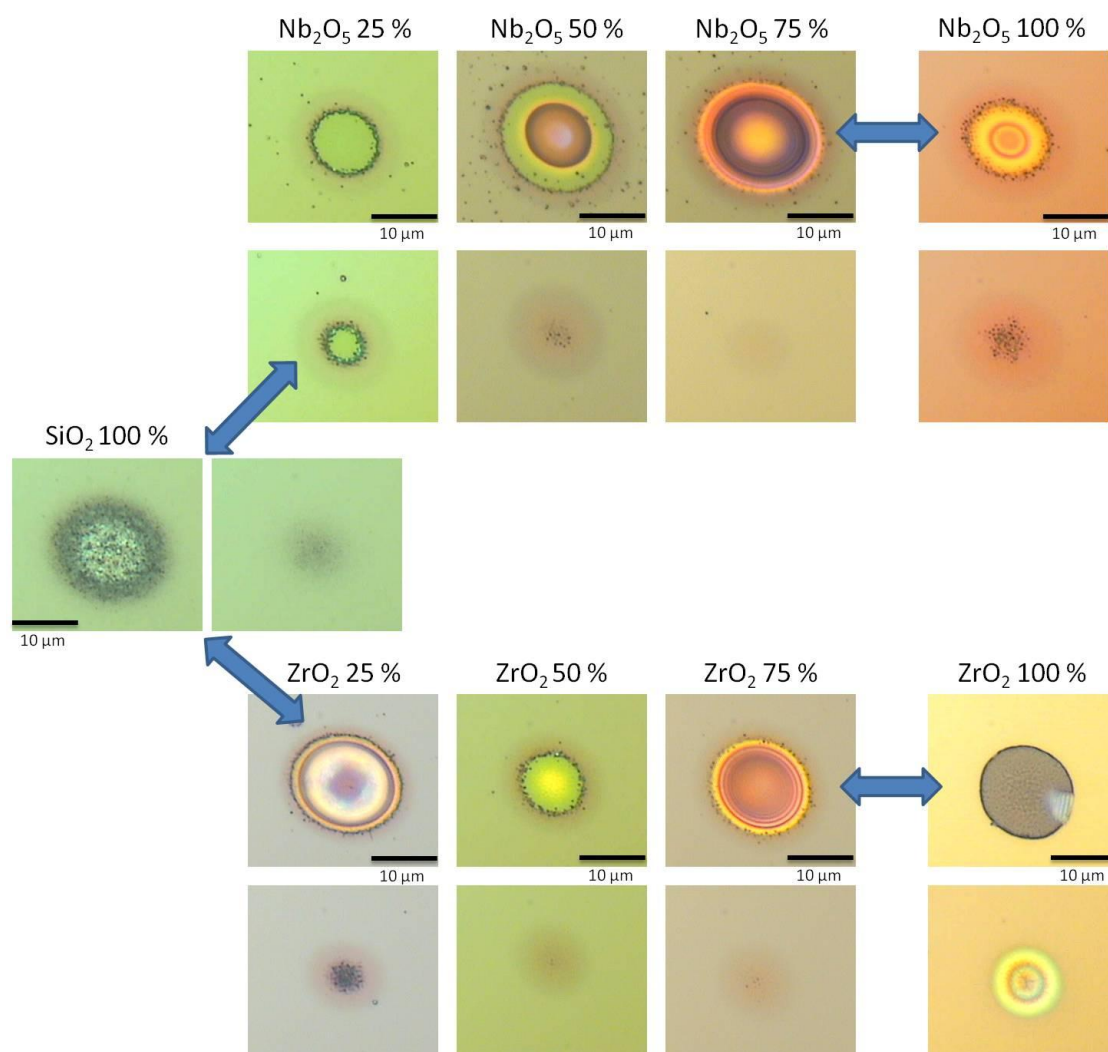 Nb₂O₅ 25 %
Nb₂O₅ 50 %
Nb₂O₅ 75 %
Nb₂O₅ 100 %
10 µm
10 µm
10 µm
10 µm
SiO₂ 100 %
10 µm
ZrO₂ 25 %
ZrO₂ 50 %
ZrO₂ 75 %
ZrO₂ 100 %
10 µm
10 µm
10 µm
10 µm